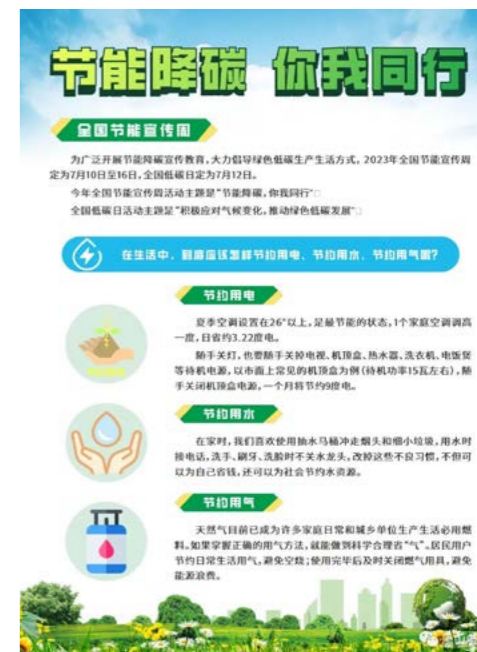 节能降碳 你我同行
全国节能宣传周
为广泛开展节能降碳宣传教育,大力倡导绿色低碳生产生活方式。2023年全国节能宣传周
定为7月10日至16日,全国低碳日定为7月12日。
今年全国节能宣传周活动主题是“节能降碳,你我同行”□
全国低碳日活动主题是“积极应对气候变化,推动绿色低碳发展”□
在生活中,到底应该怎样节约用电、节约用水、节约用气呢?
节约用电
夏季空调设置在26°以上,是最节能的状态,1个家庭空调调高
一度,日省约3.22度电。
随手关灯,也要随手关掉电视、机顶盒、热水器、洗衣机、电饭煲
等待机电源,以市面上常见的机顶盒为例(待机功率15瓦左右),随
手关闭机顶盒电源,一个月将节约9度电。
节约用水
在家时,我们喜欢使用抽水马桶冲走烟头和细小垃圾,用水时
接电话,洗手、刷牙、洗脸时不关水龙头,改掉这些不良习惯,不但可
以为自己省钱,还可以为社会节约水资源。
节约用气
天然气目前已成为许多家庭日常和城乡单位生产生活必用燃
料。如果掌握正确的用气方法,就能做到科学合理省“气”。居民用户
节约日常生活用气,避免空烧;使用完毕后及时关闭燃气用具,避免
能源浪费。